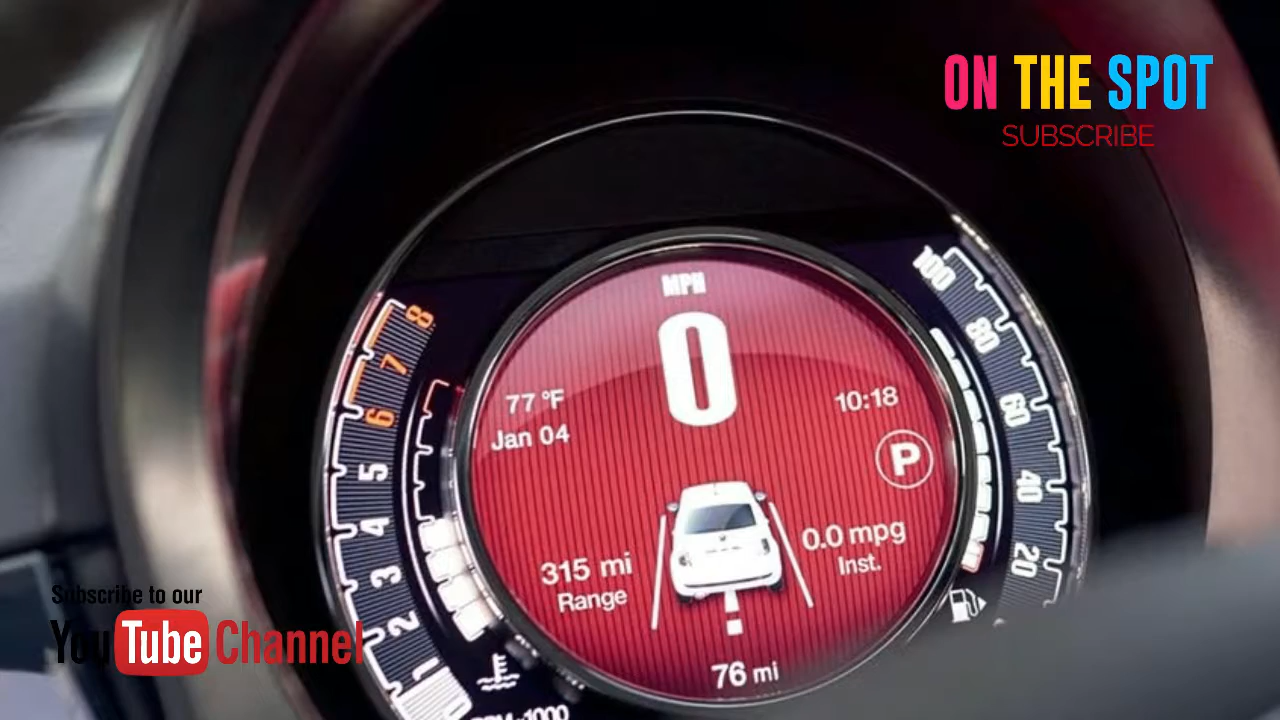 ON THE SPOT
SUBSCRIBE
MPH
0
77 °F
Jan 04
10:18
P
315 mi
Range
0.0 mpg
Inst.
76 mi
8
7
6
5
4
3
2
1
100
80
60
40
20
Subscribe to our
YouTube Channel